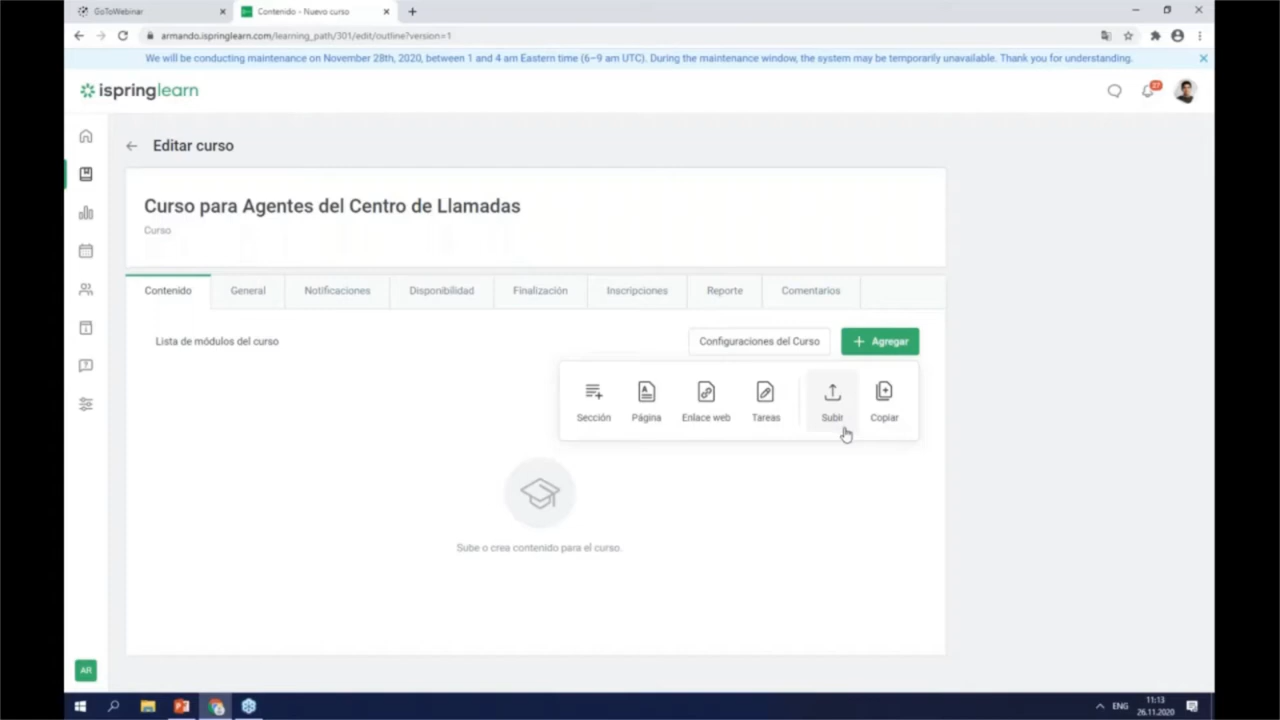 GoToWebinar
Contenido - Nuevo curso
armando.ispringlearn.com/learning_path/301/edit/outline?version=1
We will be conducting maintenance on November 28th, 2020, between 1 and 4 am Eastern time (6–9 am UTC). During the maintenance window, the system may be temporarily unavailable. Thank you for understanding.
ispringlearn
27
Editar curso
Curso para Agentes del Centro de Llamadas
Curso
Contenido General Notificaciones Disponibilidad Finalización Inscripciones Reporte Comentarios
Lista de módulos del curso Configuraciones del Curso + Agregar
Sección Página Enlace web Tareas Subir Copiar
Sube o crea contenido para el curso.
AR
ENG
11:13
26.11.2020